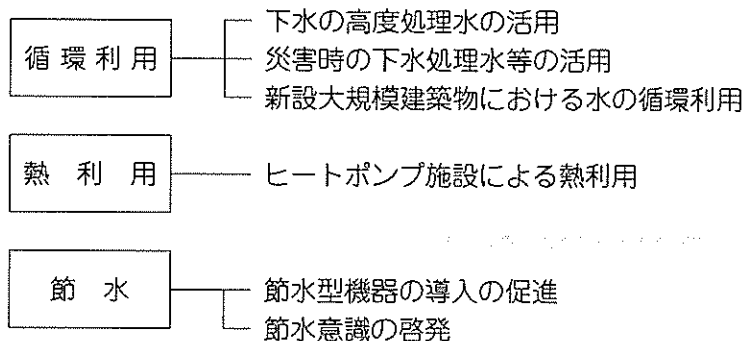 循環利用
下水の高度処理水の活用
災害時の下水処理水等の活用
新設大規模建築物における水の循環利用
熱利用
ヒートポンプ施設による熱利用
節水
節水型機器の導入の促進
節水意識の啓発